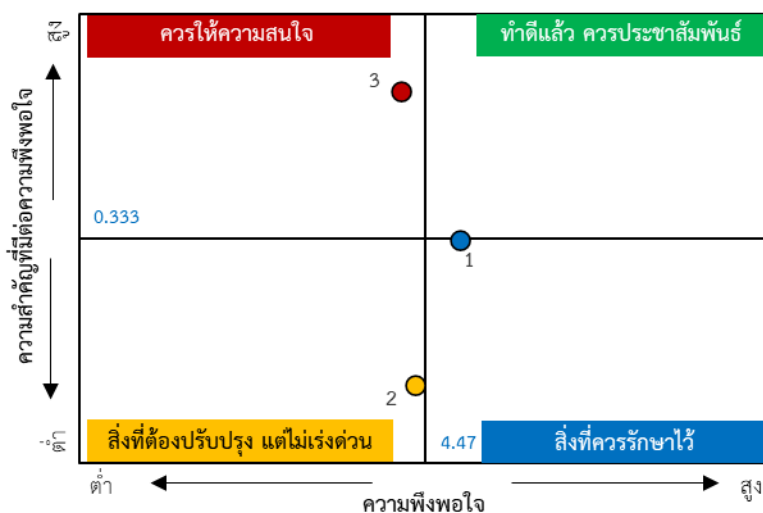 สูง
ควรให้ความสนใจ
ทำดีแล้ว ควรประชาสัมพันธ์
3
ความสำคัญที่มีต่อความพึงพอใจ
0.333
1
2
ต่ำ
สิ่งที่ต้องปรับปรุง แต่ไม่เร่งด่วน
4.47
สิ่งที่ควรรักษาไว้
ต่ำ
ความพึงพอใจ
สูง